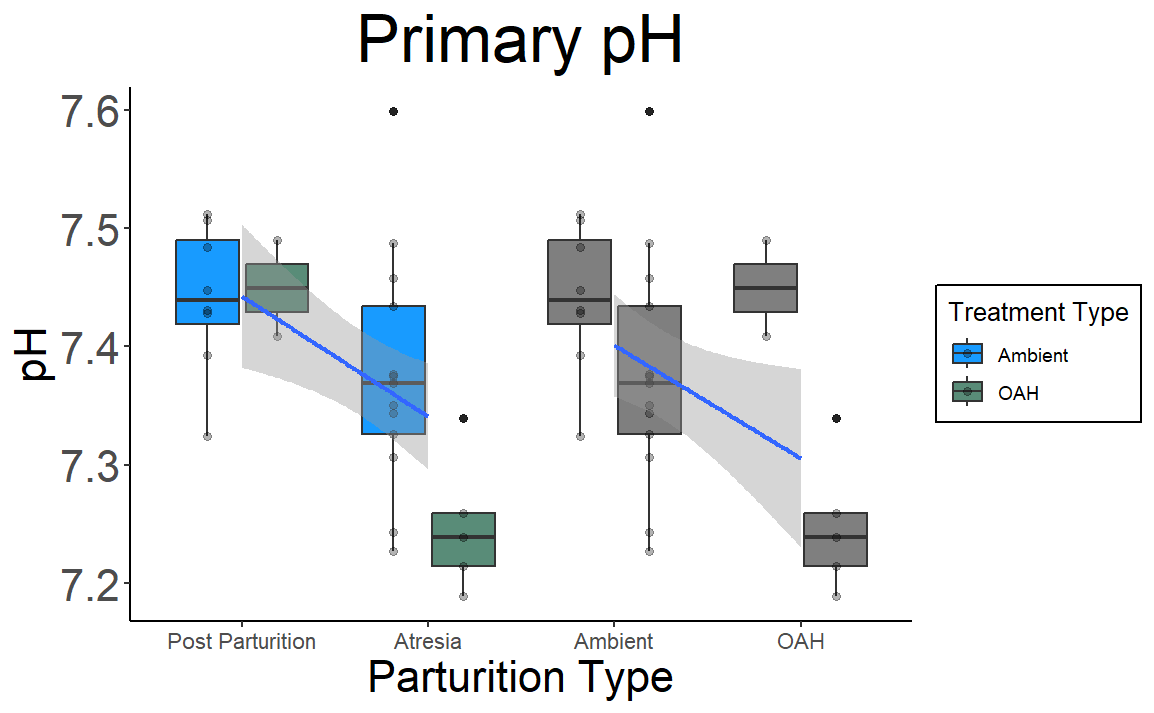 Primary pH
7.6
7.5
7.4
7.3
7.2
pH
Post Parturition
Atresia
Ambient
OAH
Parturition Type
Treatment Type
Ambient
OAH